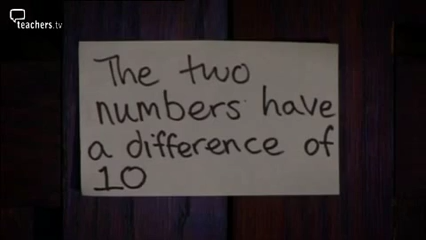 teachers.tv
The two
numbers have
a difference of
10